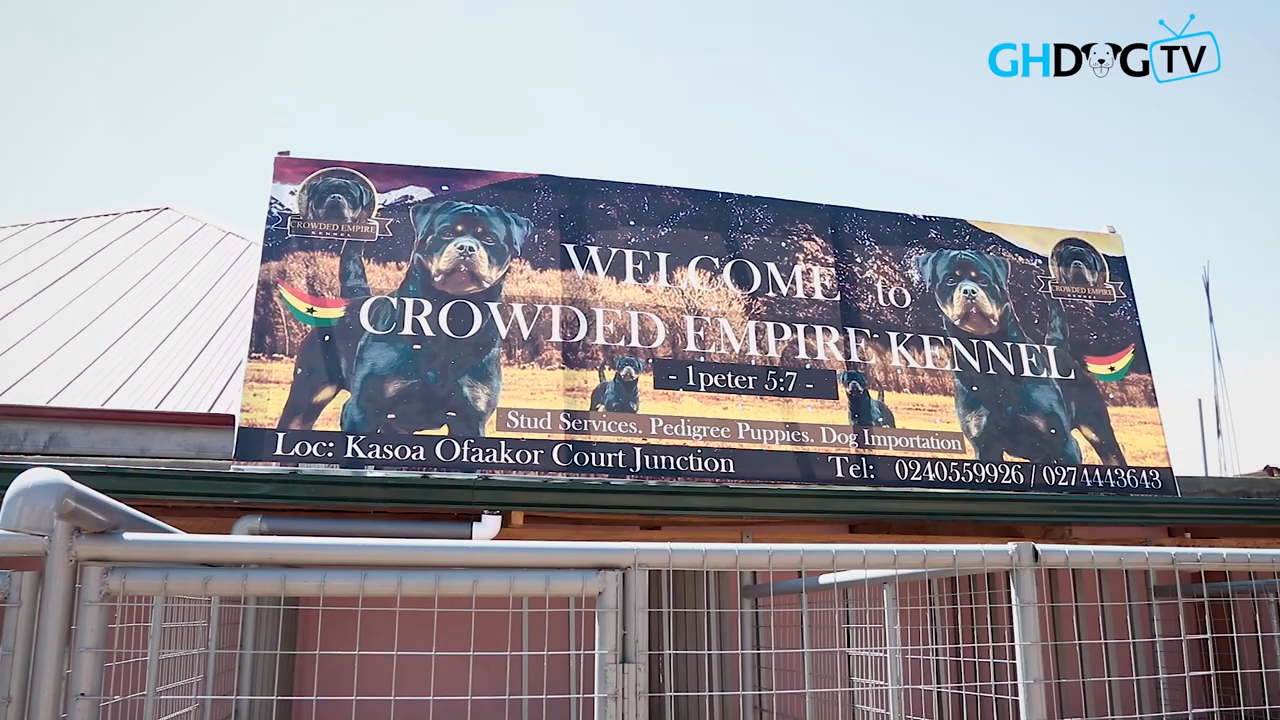 GHDOGTV
CROWDED EMPIRE
KENNEL
WELCOME to
CROWDED EMPIRE KENNEL
CROWDED EMPIRE
KENNEL
- 1peter 5:7 -
Stud Services. Pedigree Puppies. Dog Importation
Loc: Kasoa Ofaakor Court Junction Tel: 0240559926 / 0274443643